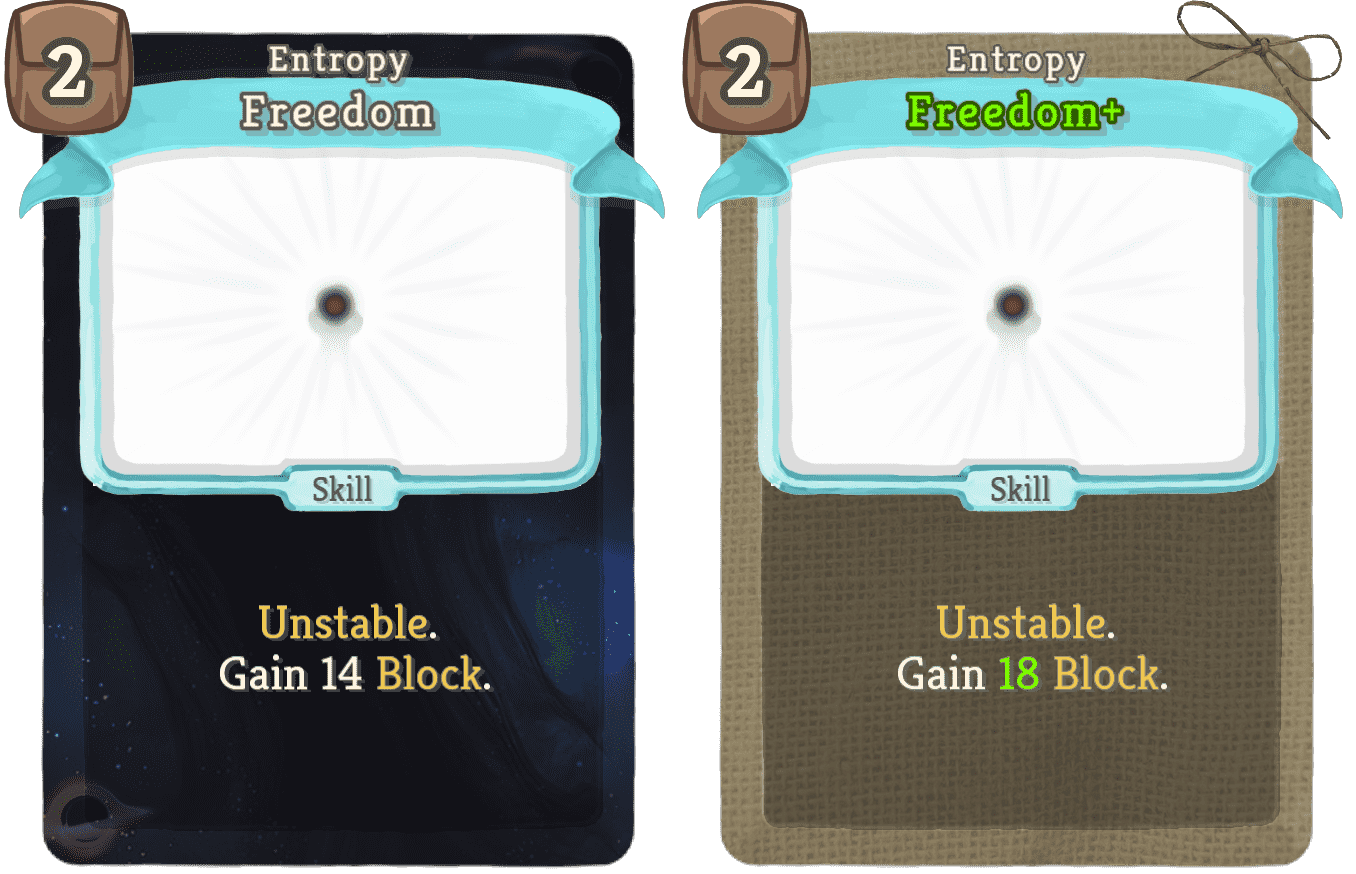 2
Entropy
Freedom
Skill
Unstable.
Gain 14 Block.
2
Entropy
Freedom+
Skill
Unstable.
Gain 18 Block.